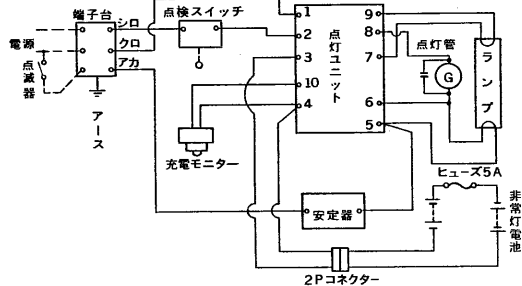 端子台
シロ
点検スイッチ
電源
クロ
点滅器
アカ
アース
充電モニター
点灯ユニット
1
2
3
10
4
9
8
7
6
5
点灯管
G
ランプ
安定器
ヒューズ5A
非常灯電池
2Pコネクター